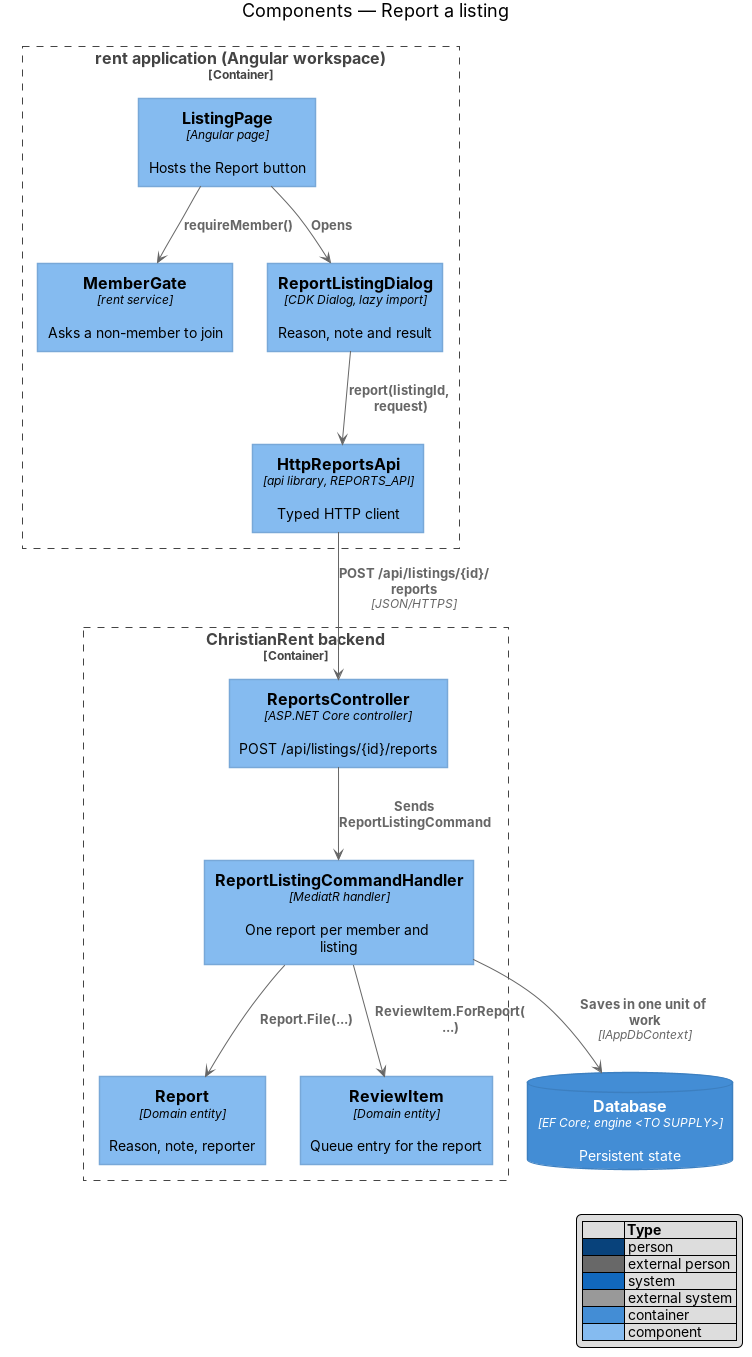 Components — Report a listing
rent application (Angular workspace)
[Container]
ListingPage
[Angular page]
Hosts the Report button
requireMember()
Opens
MemberGate
[rent service]
Asks a non-member to join
ReportListingDialog
[CDK Dialog, lazy import]
Reason, note and result
report(listingId,
request)
HttpReportsApi
[api library, REPORTS_API]
Typed HTTP client
POST /api/listings/{id}/
reports
[JSON/HTTPS]
ChristianRent backend
[Container]
ReportsController
[ASP.NET Core controller]
POST /api/listings/{id}/reports
Sends
ReportListingCommand
ReportListingCommandHandler
[MediatR handler]
One report per member and
listing
Report.File(...)
ReviewItem.ForReport(
...)
Saves in one unit of
work
[IAppDbContext]
Report
[Domain entity]
Reason, note, reporter
ReviewItem
[Domain entity]
Queue entry for the report
Database
[EF Core; engine <TO SUPPLY>]
Persistent state
Type
person
external person
system
external system
container
component